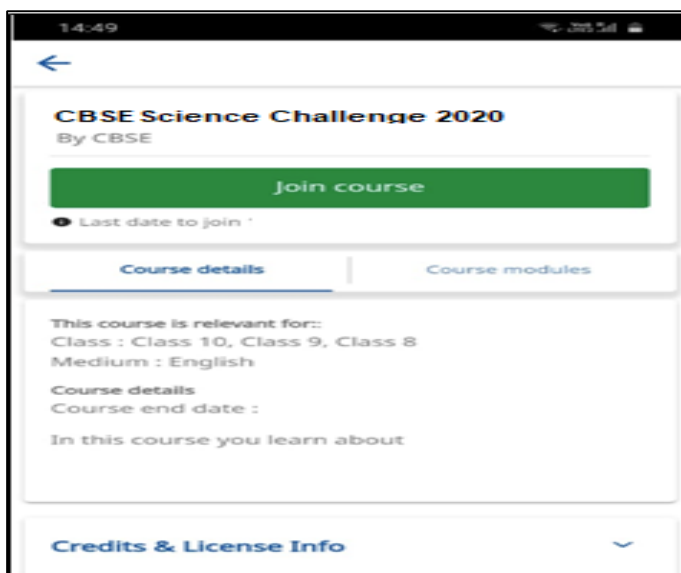 14:49
CBSE Science Challenge 2020
By CBSE
Join course
Last date to join
Course details
Course modules
This course is relevant for::
Class : Class 10, Class 9, Class 8
Medium : English
Course details
Course end date :
In this course you learn about
Credits & License Info